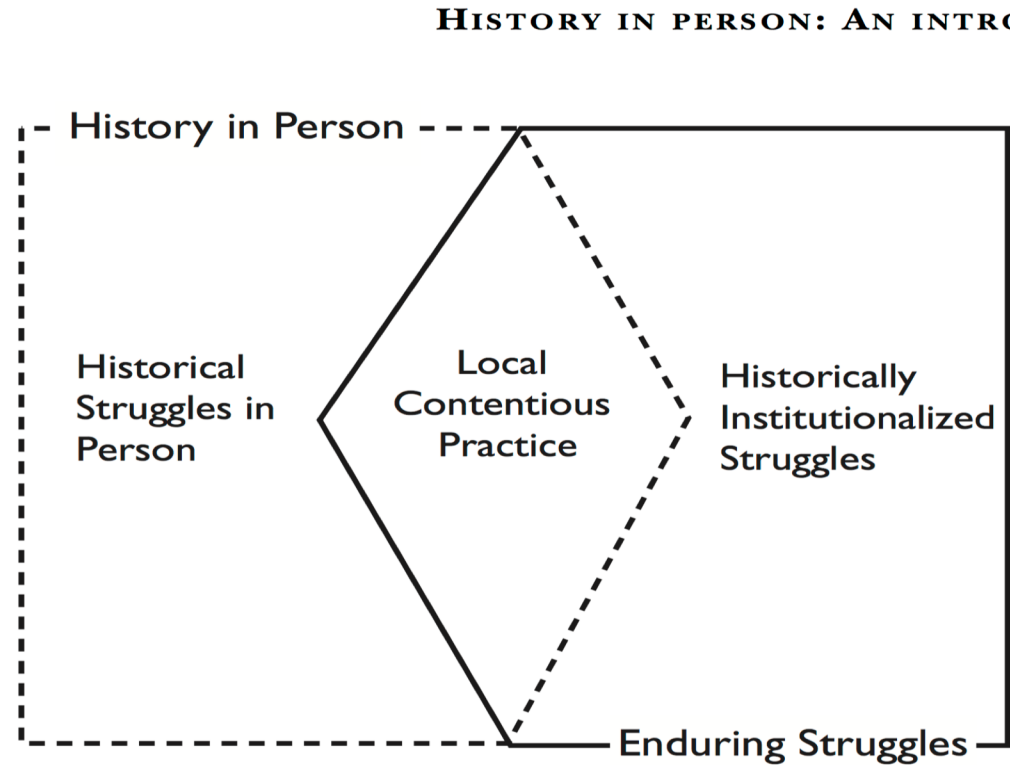 HISTORY IN PERSON: AN INTRO
History in Person
Historical
Struggles in
Person
Local
Contentious
Practice
Historically
Institutionalized
Struggles
Enduring Struggles